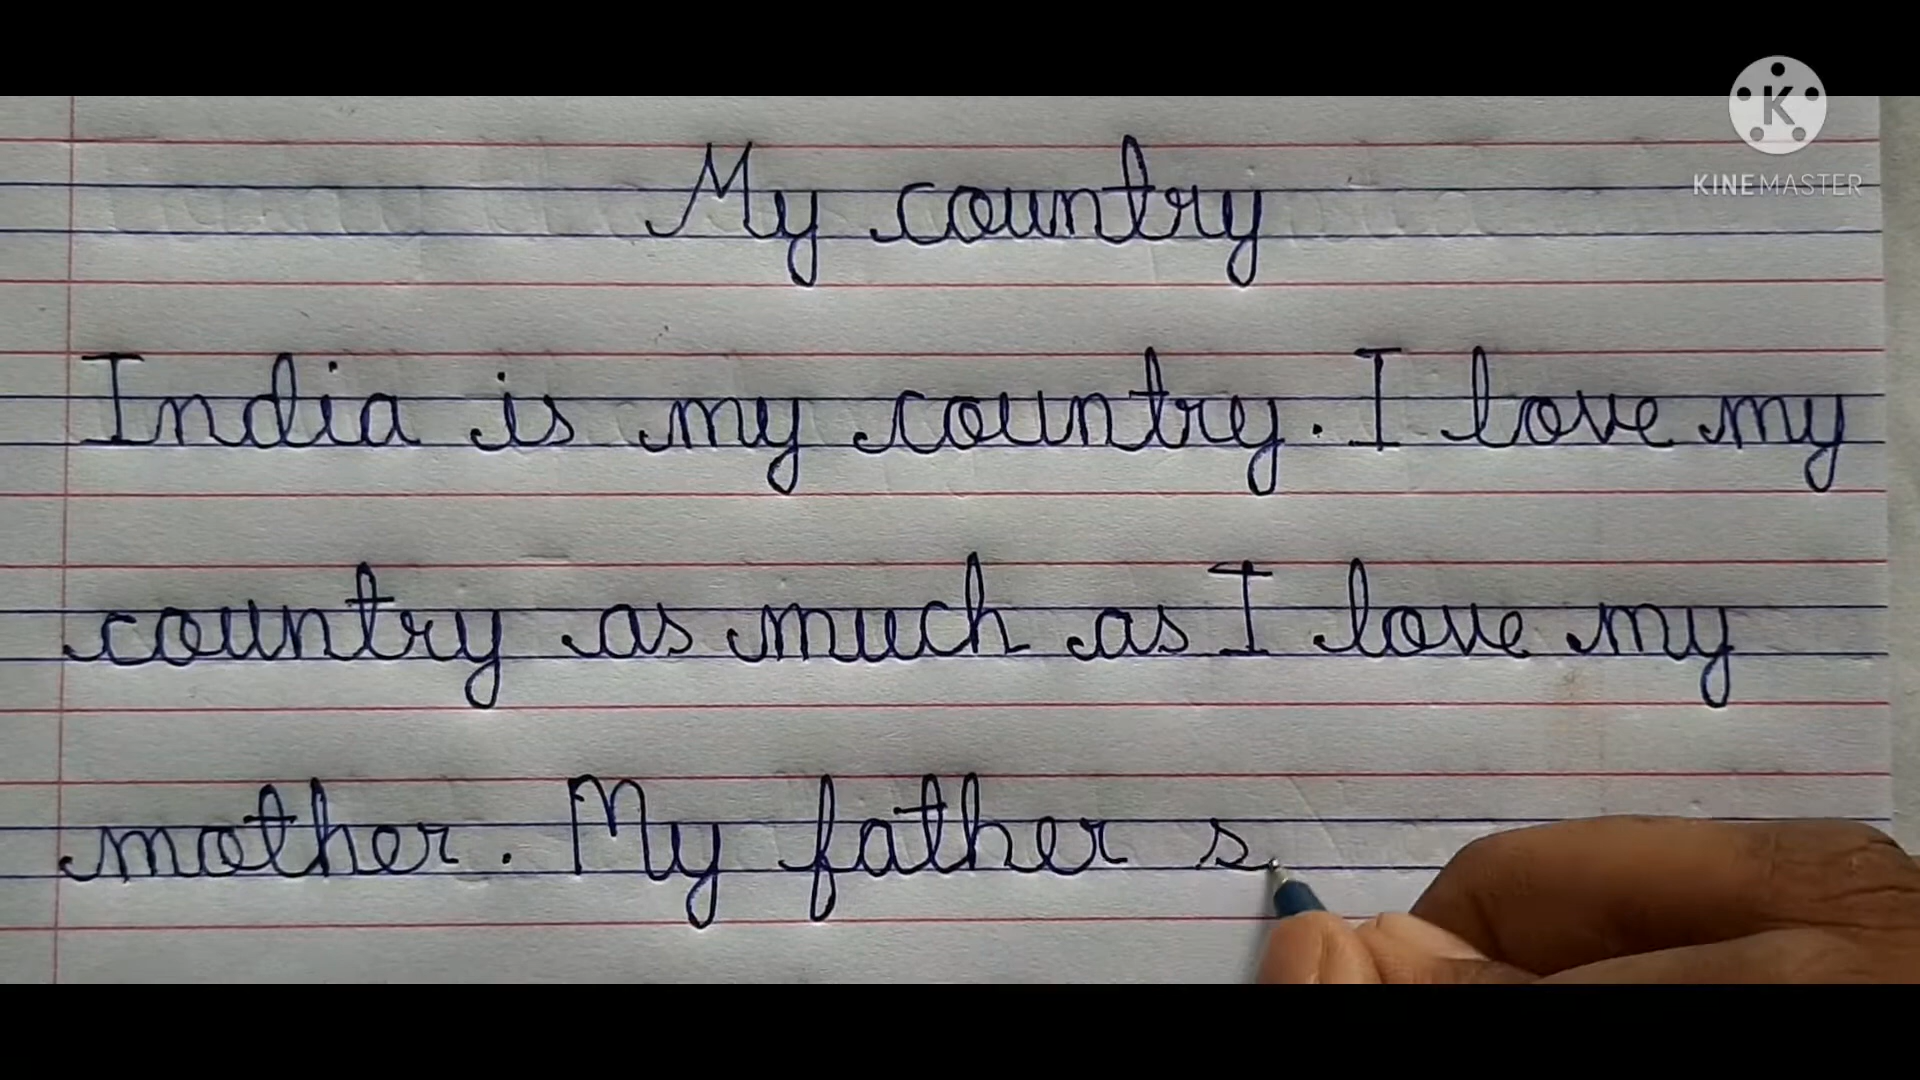 K
KINEMASTER
My country
India is my country. I love my
country as much as I love my
mother. My father s